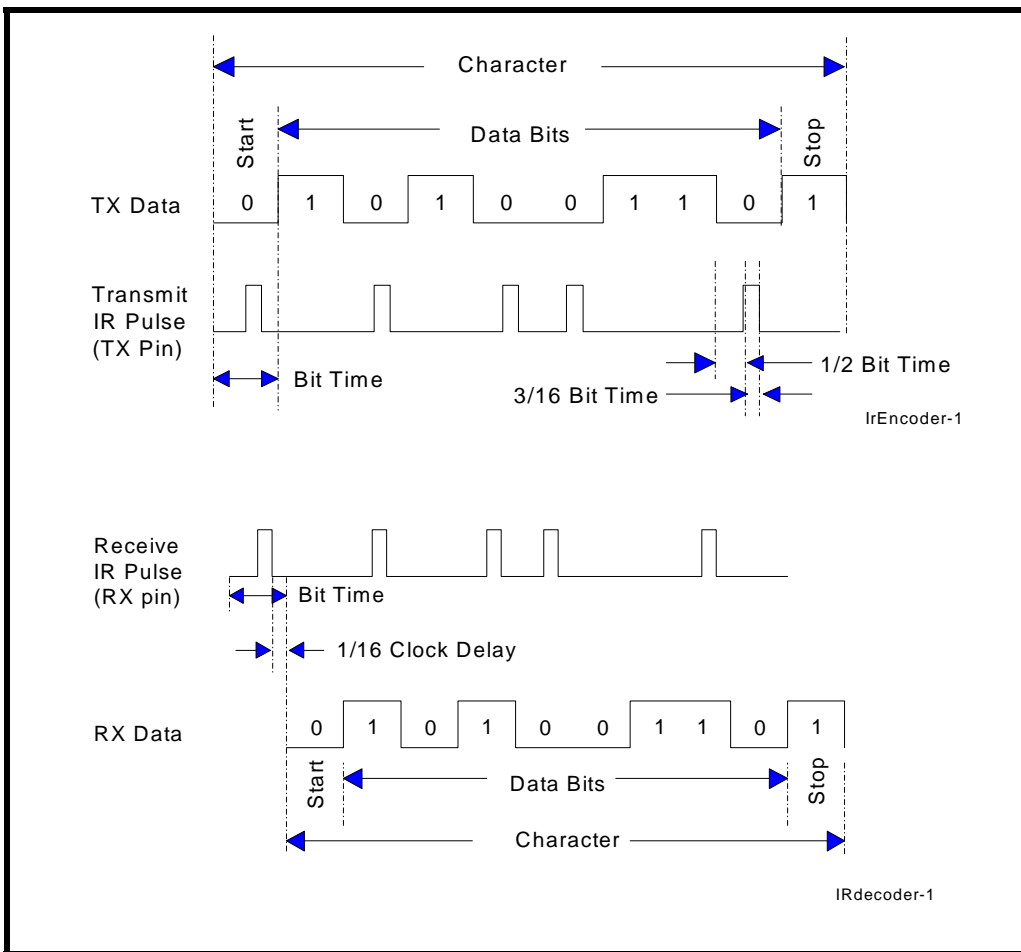 Character
Start
Data Bits
Stop
TX Data
0 1 0 1 0 0 1 1 0 1
Transmit
IR Pulse
(TX Pin)
Bit Time
1/2 Bit Time
3/16 Bit Time
IrEncoder-1
Receive
IR Pulse
(RX pin)
Bit Time
1/16 Clock Delay
RX Data
0 1 0 1 0 0 1 1 0 1
Start
Data Bits
Stop
Character
IRdecoder-1